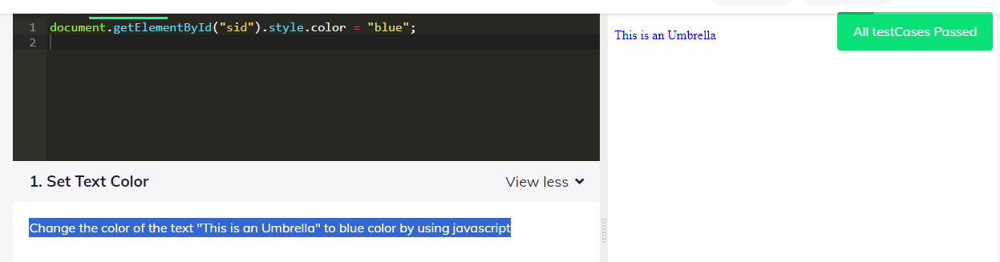 1 document.getElementById("sid").style.color = "blue";
2
This is an Umbrella
All testCases Passed
1. Set Text Color
View less
Change the color of the text "This is an Umbrella" to blue color by using javascript